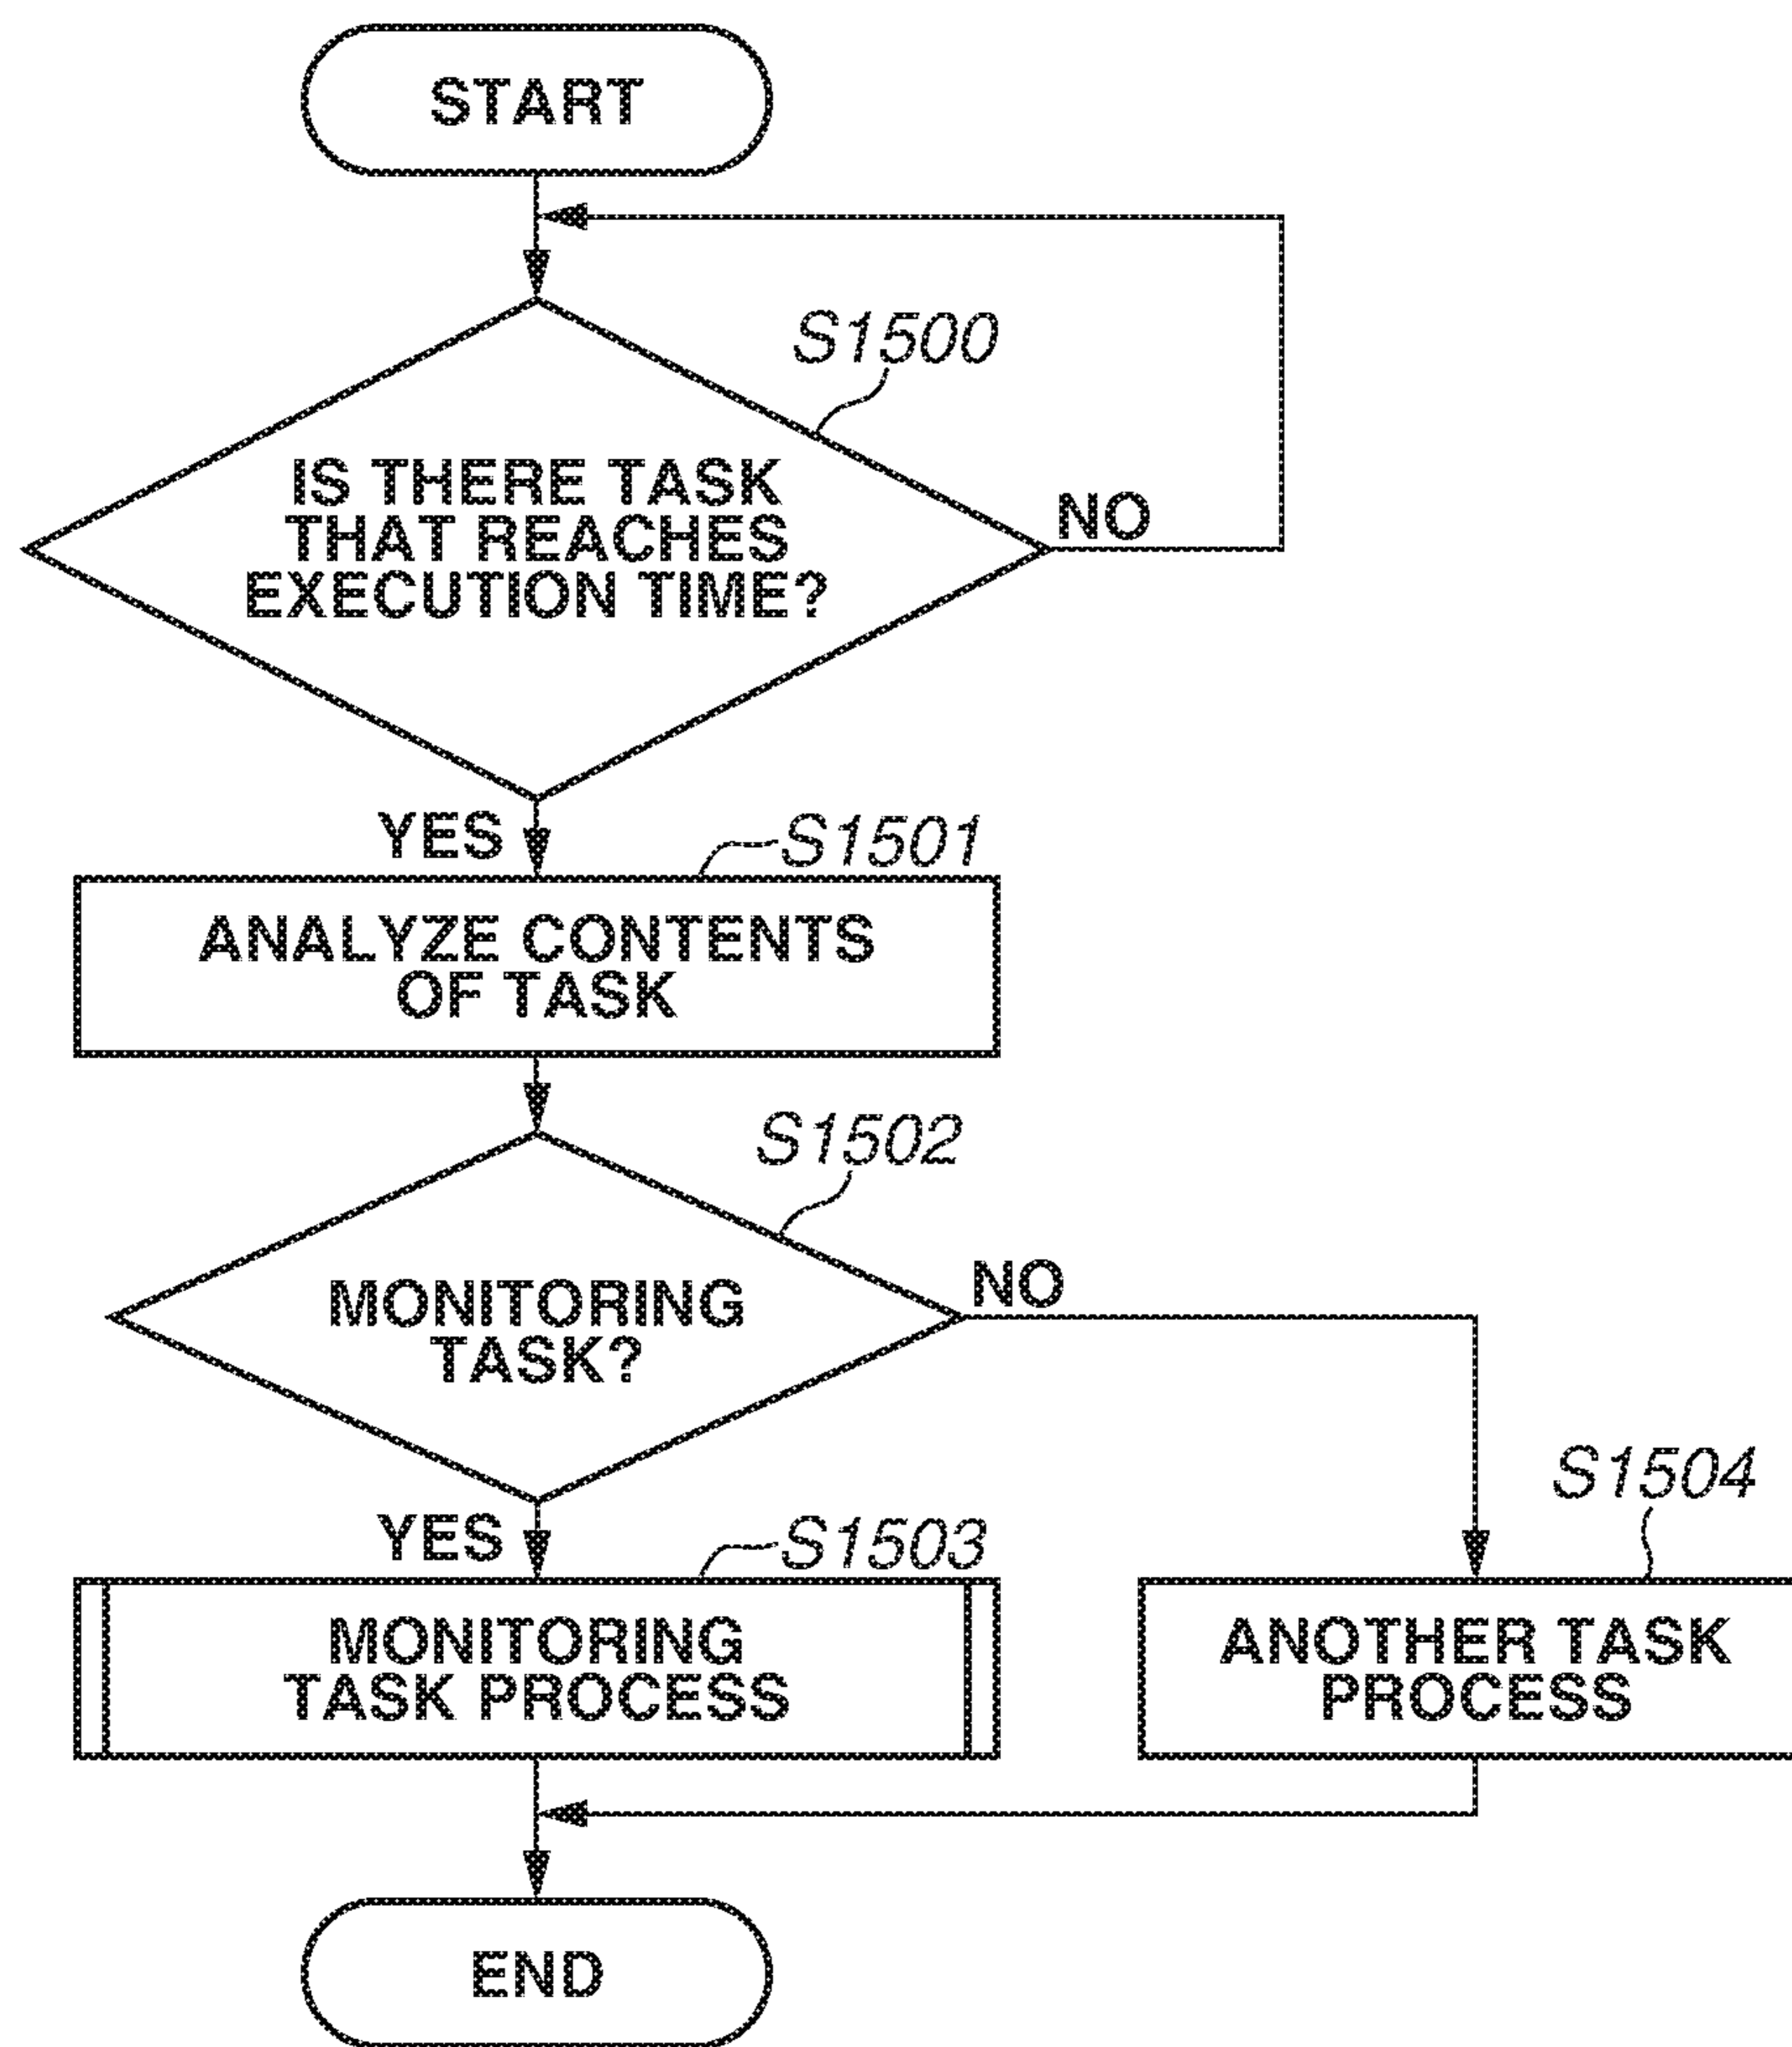 START
S1500
IS THERE TASK
THAT REACHES
EXECUTION TIME?
NO
YES
S1501
ANALYZE CONTENTS
OF TASK
S1502
MONITORING
TASK?
NO
YES
S1503
S1504
MONITORING
TASK PROCESS
ANOTHER TASK
PROCESS
END